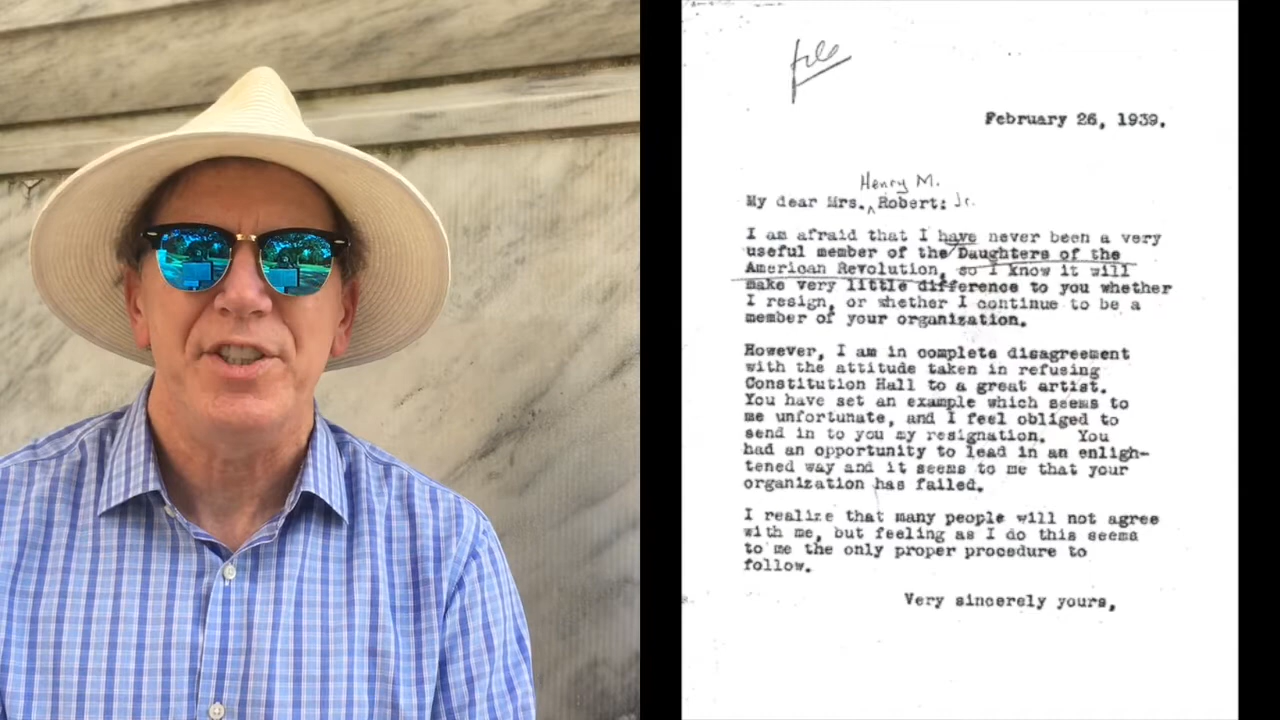 file
February 26, 1939.
Henry M.
My dear Mrs. Robert: Jr.
I am afraid that I have never been a very
useful member of the Daughters of the
American Revolution, so I know it will
make very little difference to you whether
I resign, or whether I continue to be a
member of your organization.
However, I am in complete disagreement
with the attitude taken in refusing
Constitution Hall to a great artist.
You have set an example which seems to
me unfortunate, and I feel obliged to
send in to you my resignation. You
had an opportunity to lead in an enligh-
tened way and it seems to me that your
organization has failed.
I realize that many people will not agree
with me, but feeling as I do this seems
to me the only proper procedure to
follow.
Very sincerely yours,